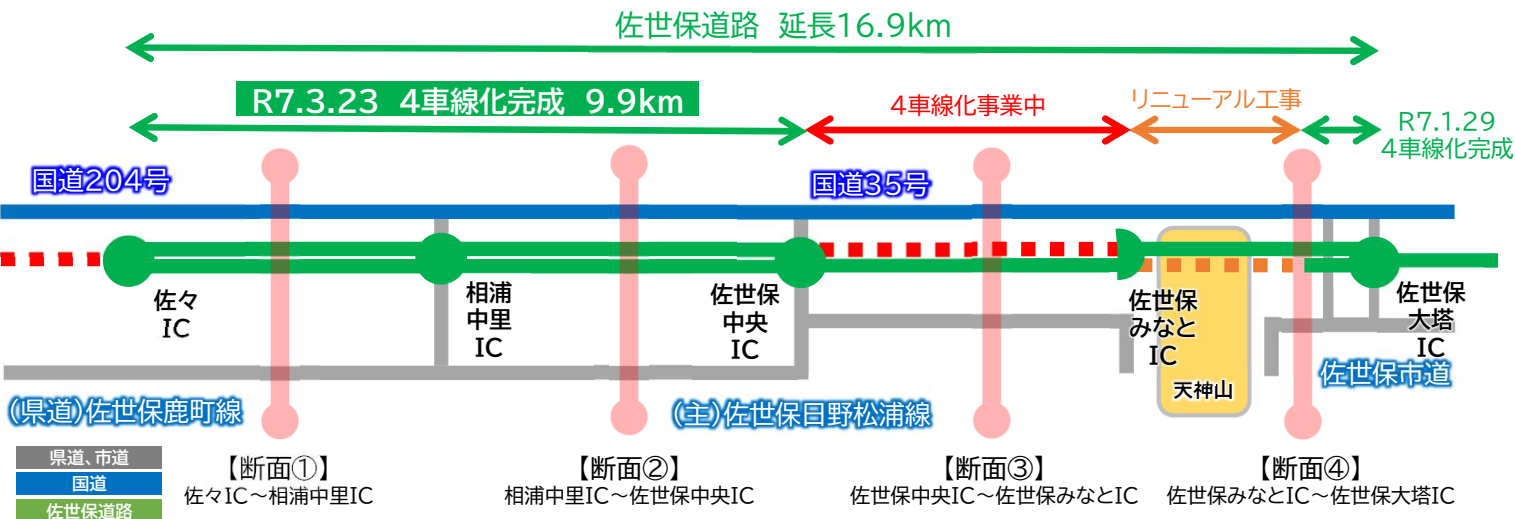 佐世保道路 延長16.9km
R7.3.23 4車線化完成 9.9km
4車線化事業中
リニューアル工事
R7.1.29
4車線化完成
国道204号
国道35号
佐々
IC
相浦
中里
IC
佐世保
中央
IC
佐世保
みなと
IC
佐世保
大塔
IC
天神山
佐世保市道
(県道)佐世保鹿町線
(主)佐世保日野松浦線
県道、市道
国道
佐世保道路
【断面①】
佐々IC～相浦中里IC
【断面②】
相浦中里IC～佐世保中央IC
【断面③】
佐世保中央IC～佐世保みなとIC
【断面④】
佐世保みなとIC～佐世保大塔IC